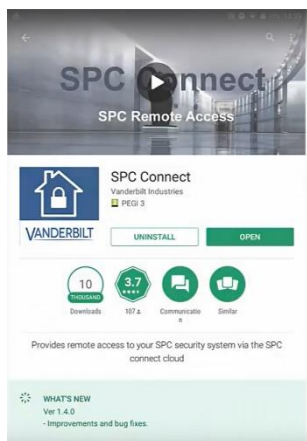 SPC Connect
SPC Remote Access
SPC Connect
Vanderbilt Industries
PEGI 3
VANDERBILT
UNINSTALL
OPEN
10
THOUSAND
Downloads
3.7
Communicatio
n
Similar
Provides remote access to your SPC security system via the SPC
connect cloud
WHAT'S NEW
Ver 1.4.0
- Improvements and bug fixes.